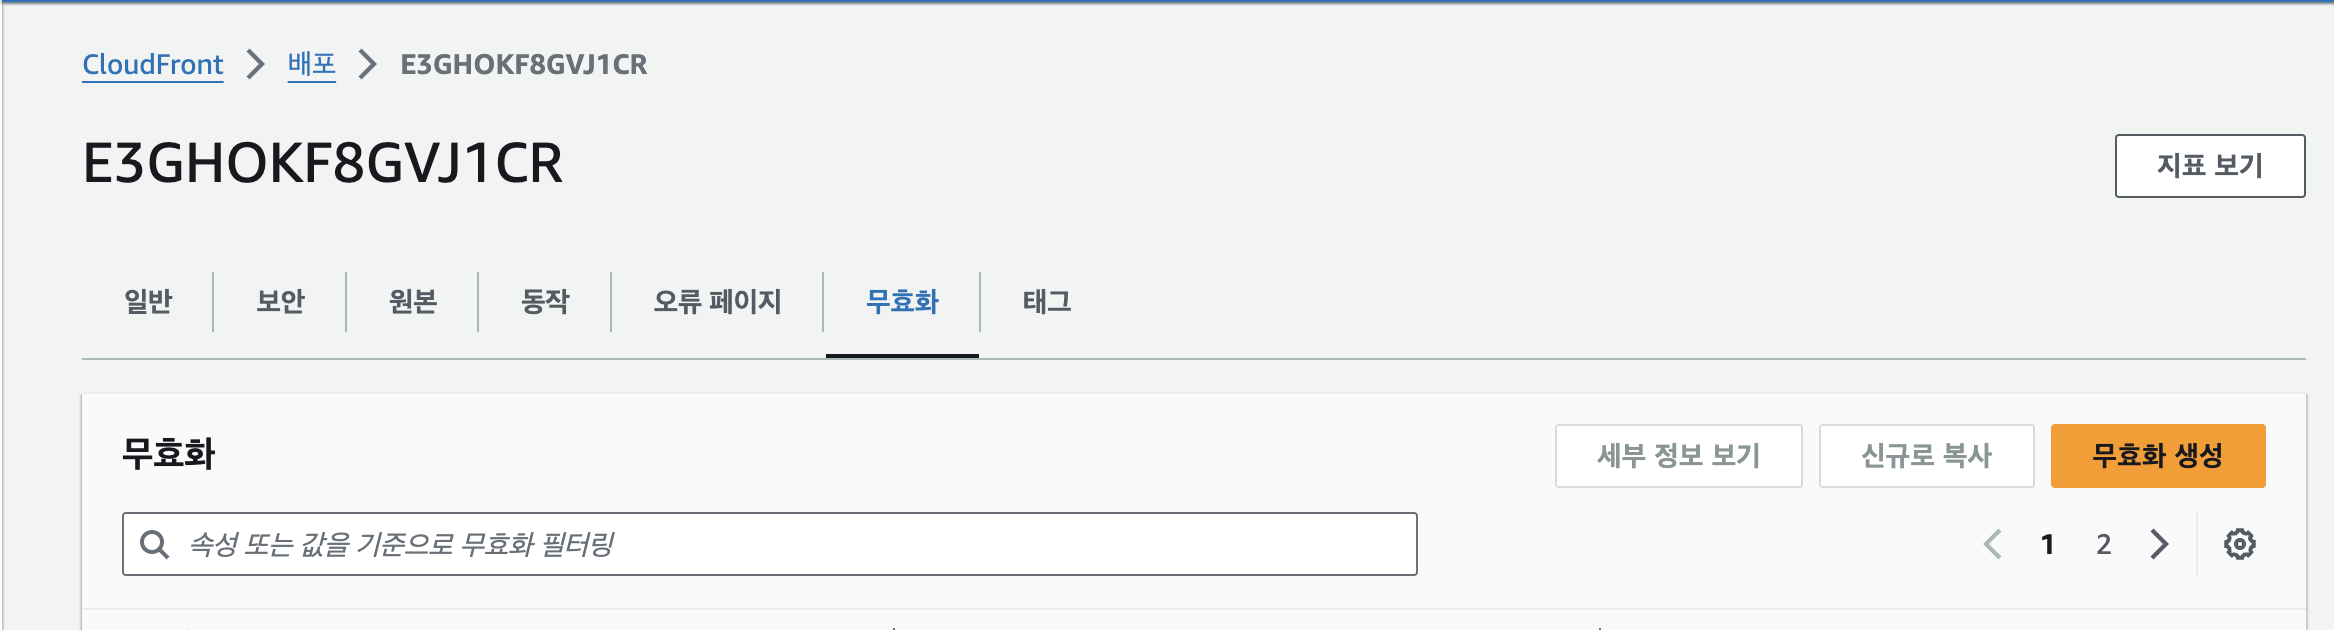 CloudFront 배포 E3GHOKF8GVJ1CR
E3GHOKF8GVJ1CR
지표 보기
일반 보안 원본 동작 오류 페이지 무효화 태그
무효화
세부 정보 보기 신규로 복사 무효화 생성
속성 또는 값을 기준으로 무효화 필터링
1 2